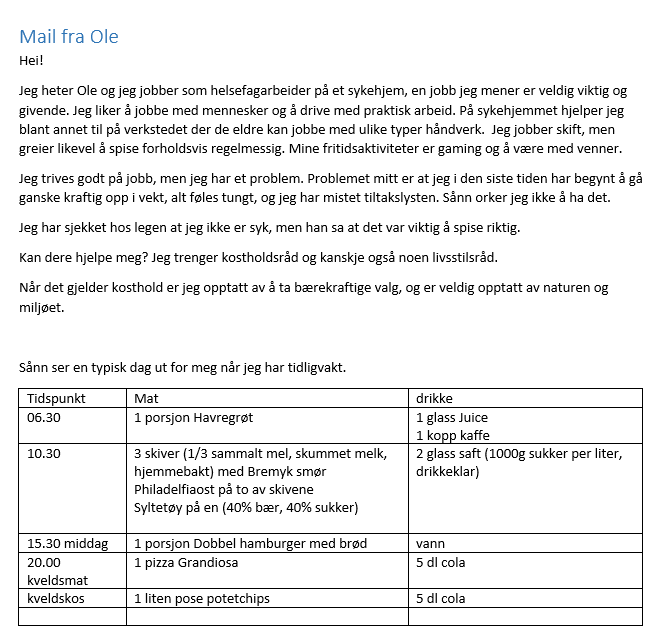 Mail fra Ole
Hei!
Jeg heter Ole og jeg jobber som helsefagarbeider på et sykehjem, en jobb jeg mener er veldig viktig og
givende. Jeg liker å jobbe med mennesker og å drive med praktisk arbeid. På sykehjemmet hjelper jeg
blant annet til på verkstedet der de eldre kan jobbe med ulike typer håndverk.  Jeg jobber skift, men
greier likevel å spise forholdsvis regelmessig. Mine fritidsaktiviteter er gaming og å være med venner.
Jeg trives godt på jobb, men jeg har et problem. Problemet mitt er at jeg i den siste tiden har begynt å gå
ganske kraftig opp i vekt, alt føles tungt, og jeg har mistet tiltakslysten. Sånn orker jeg ikke å ha det.
Jeg har sjekket hos legen at jeg ikke er syk, men han sa at det var viktig å spise riktig.
Kan dere hjelpe meg? Jeg trenger kostholdsråd og kanskje også noen livsstilsråd.
Når det gjelder kosthold er jeg opptatt av å ta bærekraftige valg, og er veldig opptatt av naturen og
miljøet.
Sånn ser en typisk dag ut for meg når jeg har tidligvakt.
Tidspunkt Mat drikke
06.30 1 porsjon Havregrøt 1 glass Juice
1 kopp kaffe
10.30 3 skiver (1/3 sammalt mel, skummet melk, 2 glass saft (1000g sukker per liter,
hjemmebakt) med Bremyk smør drikkeklar)
Philadelfiaost på to av skivene
Syltetøy på en (40% bær, 40% sukker)
15.30 middag 1 porsjon Dobbel hamburger med brød vann
20.00 1 pizza Grandiosa 5 dl cola
kveldsmat
kveldskos 1 liten pose potetchips 5 dl cola